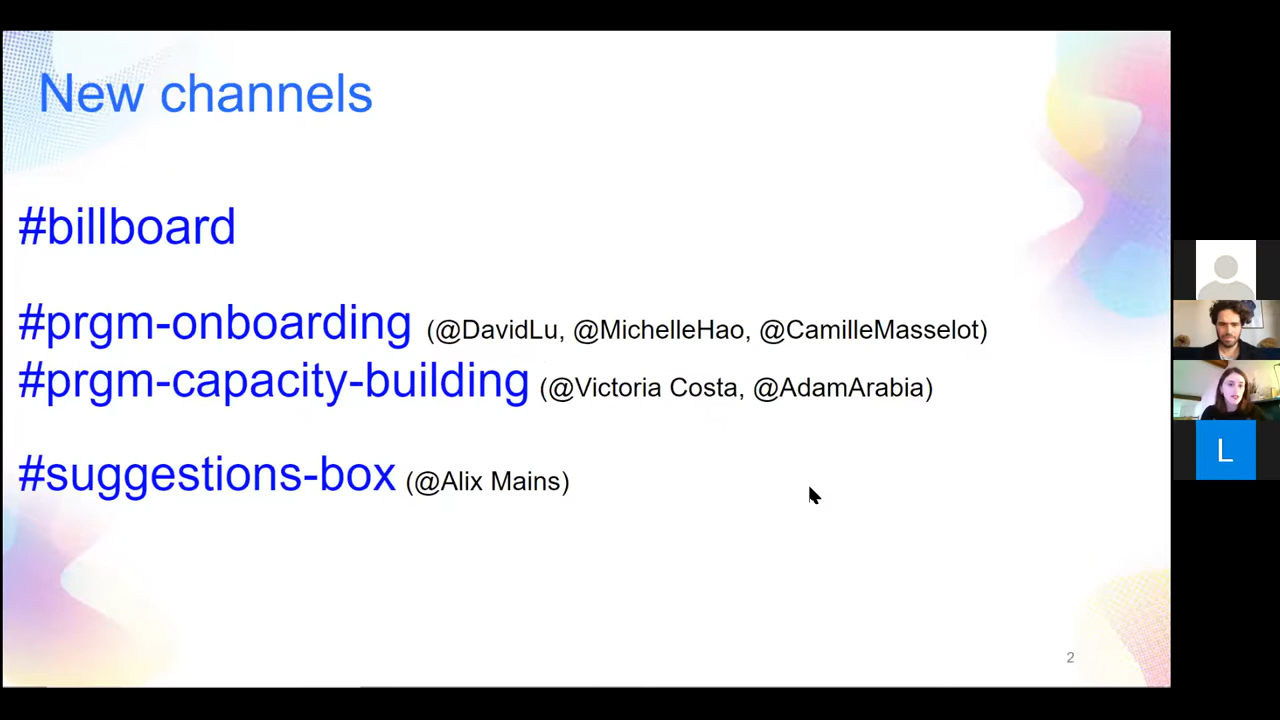 New channels
#billboard
#prgm-onboarding (@DavidLu, @MichelleHao, @CamilleMasselot)
#prgm-capacity-building (@Victoria Costa, @AdamArabia)
#suggestions-box (@Alix Mains)
2
L